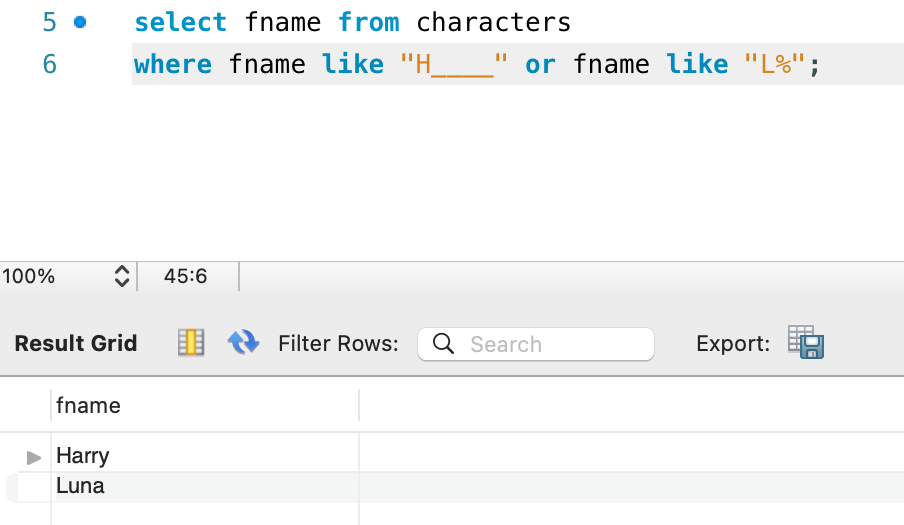 5 select fname from characters
6 where fname like "H____" or fname like "L%";
100% 45:6
Result Grid Filter Rows: Search Export:
fname
Harry
Luna